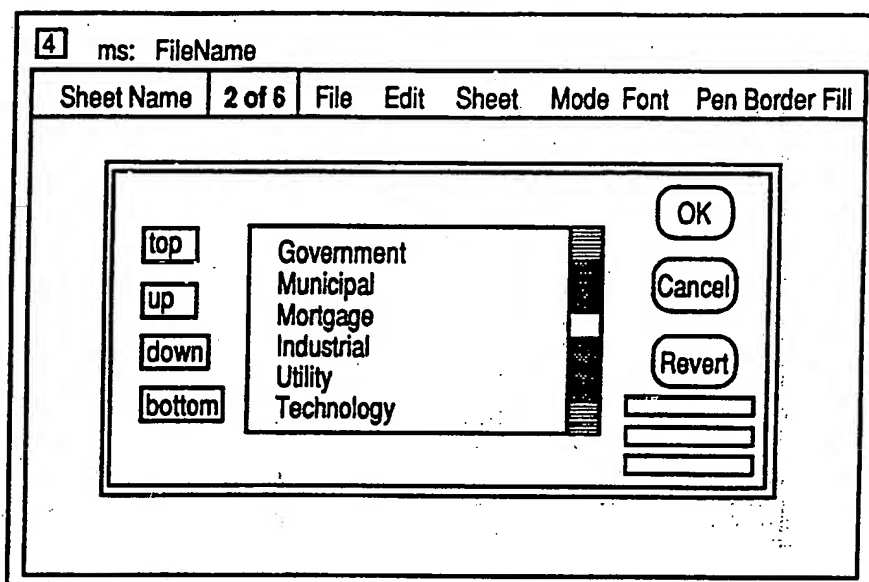 4 ms: FileName
Sheet Name 2 of 6 File Edit Sheet Mode Font Pen Border Fill
top
up
down
bottom
Government
Municipal
Mortgage
Industrial
Utility
Technology
OK
Cancel
Revert